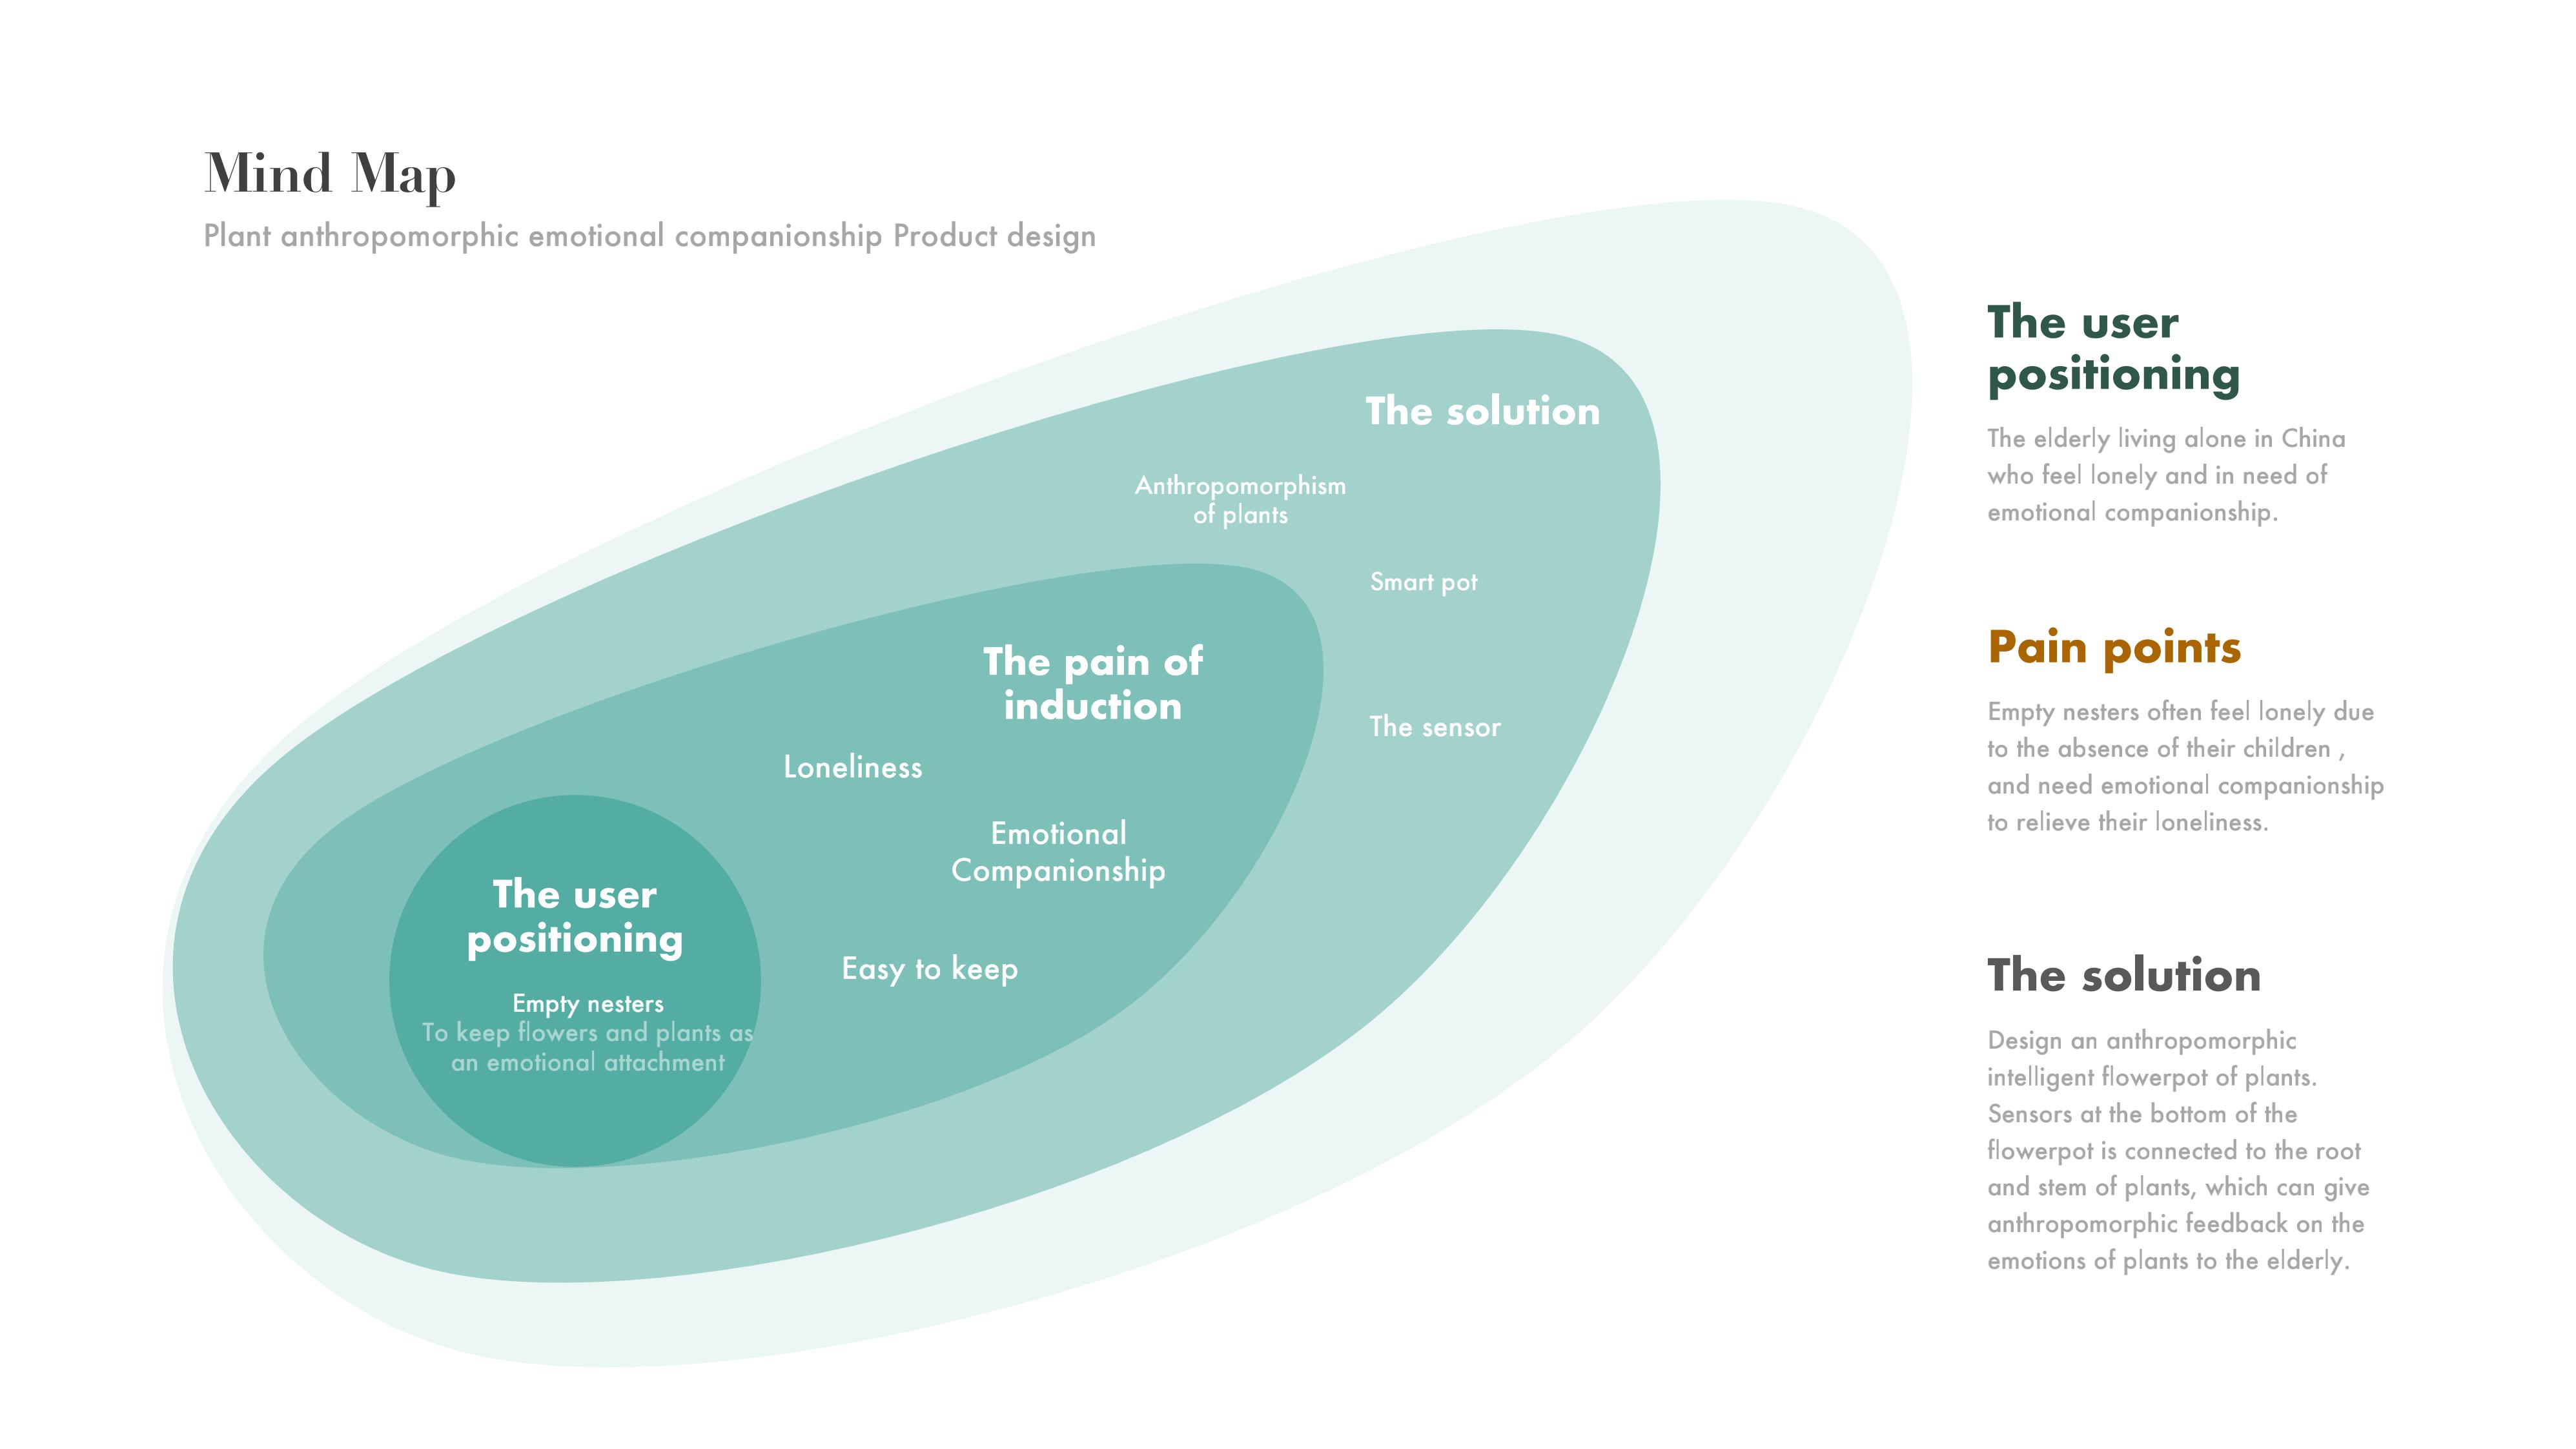 Mind Map
Plant anthropomorphic emotional companionship Product design
The solution
Anthropomorphism
of plants
Smart pot
The sensor
The pain of
induction
Loneliness
Emotional
Companionship
Easy to keep
The user
positioning
Empty nesters
To keep flowers and plants as
an emotional attachment
The user
positioning
The elderly living alone in China
who feel lonely and in need of
emotional companionship.
Pain points
Empty nesters often feel lonely due
to the absence of their children ,
and need emotional companionship
to relieve their loneliness.
The solution
Design an anthropomorphic
intelligent flowerpot of plants.
Sensors at the bottom of the
flowerpot is connected to the root
and stem of plants, which can give
anthropomorphic feedback on the
emotions of plants to the elderly.